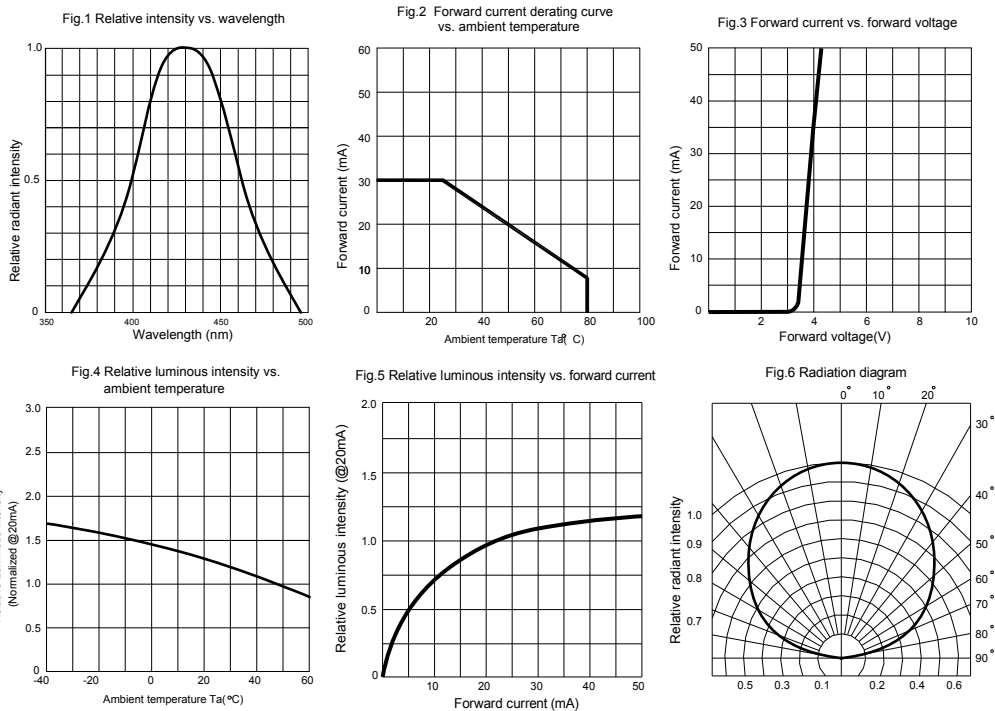 Fig.1 Relative intensity vs. wavelength
Relative radiant intensity
1.0
0.5
0
350 400 450 500
Wavelength (nm)
Fig.2 Forward current derating curve
vs. ambient temperature
Forward current (mA)
60
50
40
30
20
10
0
20 40 60 80 100
Ambient temperature Ta( C)
Fig.3 Forward current vs. forward voltage
Forward current (mA)
50
40
30
20
10
0
2 4 6 8 10
Forward voltage(V)
Fig.4 Relative luminous intensity vs.
ambient temperature
(Normalized @20mA)
3.0
2.5
2.0
1.5
1.0
0.5
0
-40 -20 0 20 40 60
Ambient temperature Ta(°C)
Fig.5 Relative luminous intensity vs. forward current
Relative luminous intensity (@20mA)
2.0
1.5
1.0
0.5
0
10 20 30 40 50
Forward current (mA)
Fig.6 Radiation diagram
0° 10° 20°
30°
40°
50°
60°
70°
80°
90°
Relative radiant intensity
1.0
0.9
0.8
0.7
0.5 0.3 0.1 0.2 0.4 0.6